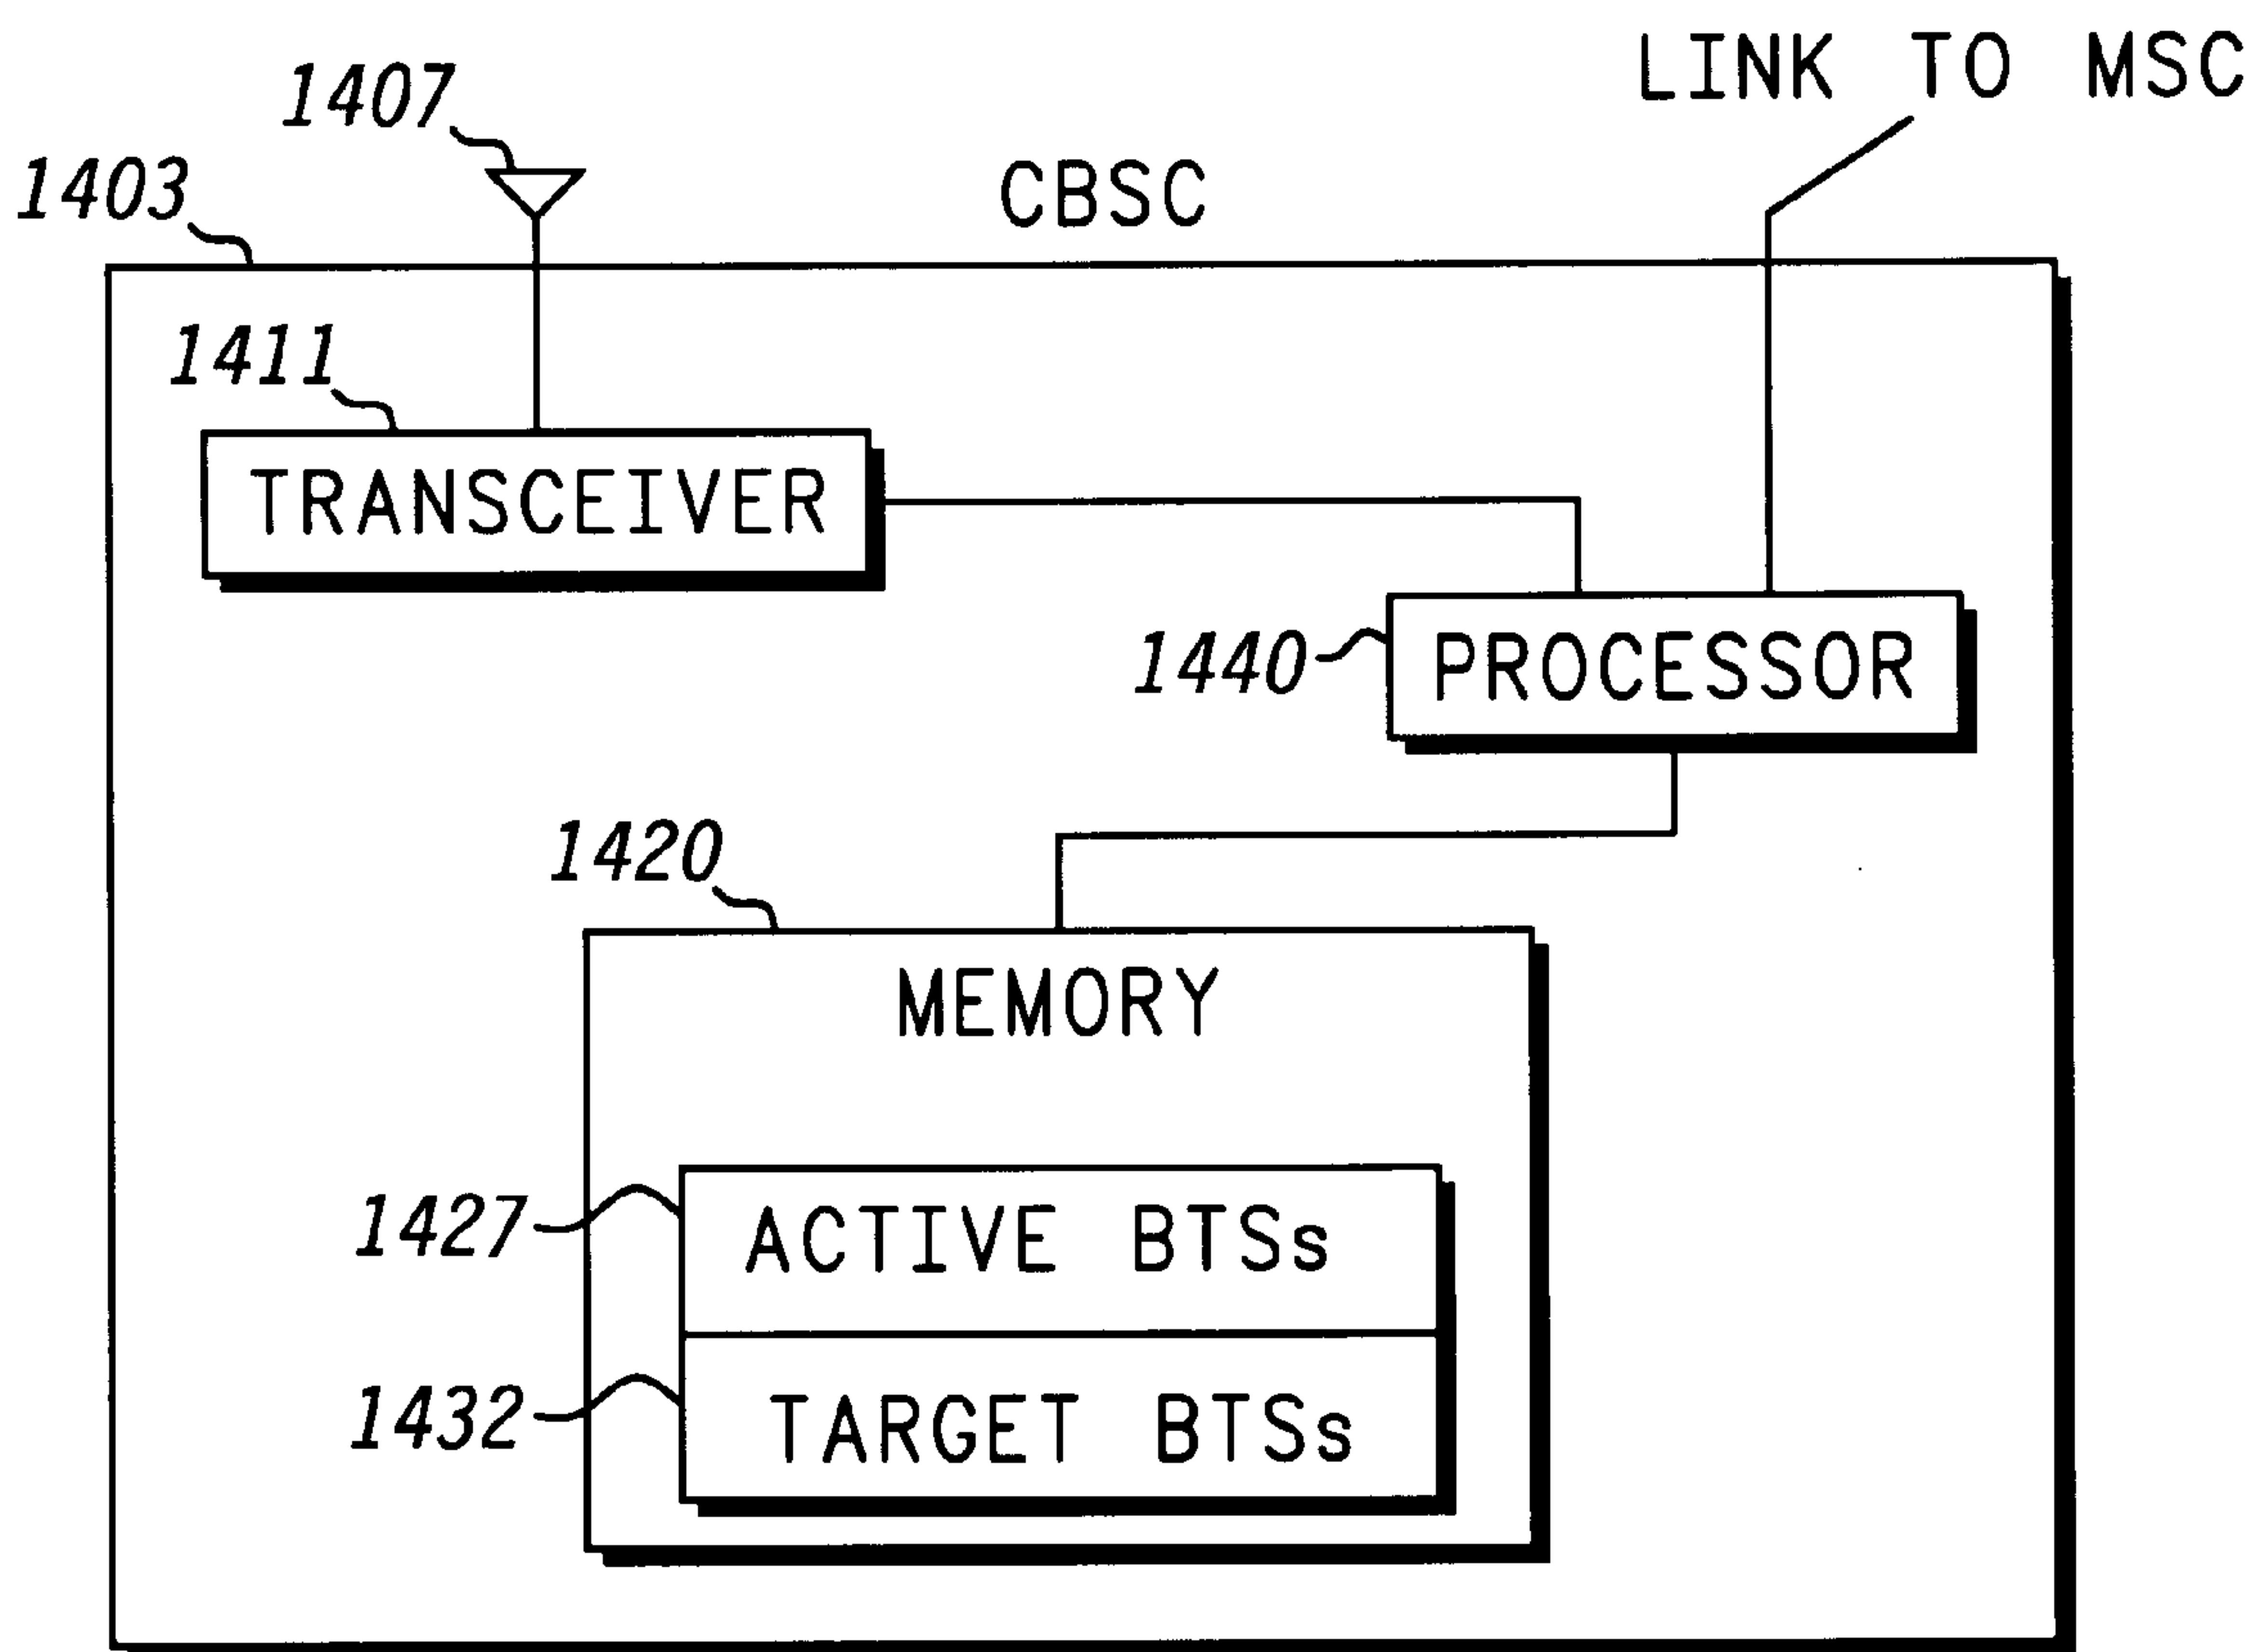 LINK TO MSC
1407
1403
CBSC
1411
TRANSCEIVER
1440
PROCESSOR
1420
MEMORY
1427
ACTIVE BTSs
1432
TARGET BTSs